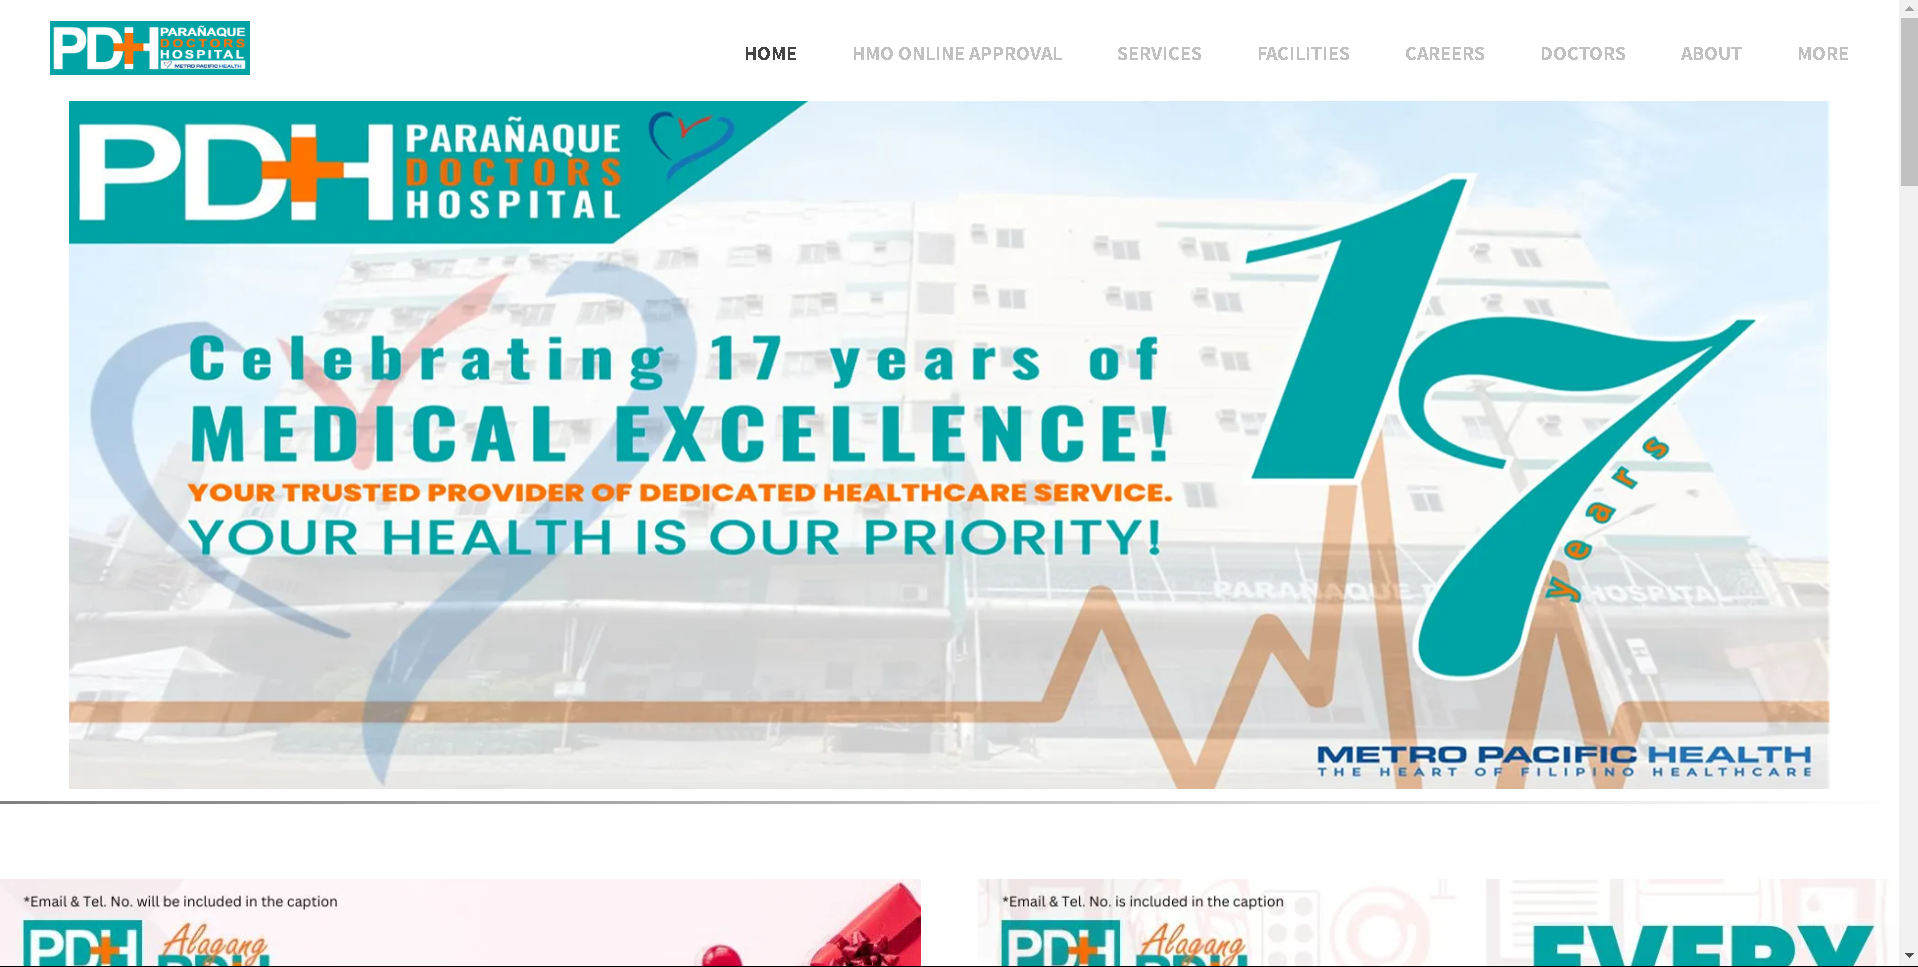 PDH PARAÑAQUE
DOCTORS
HOSPITAL
METRO PACIFIC HEALTH
HOME HMO ONLINE APPROVAL SERVICES FACILITIES CAREERS DOCTORS ABOUT MORE
PDH PARAÑAQUE
DOCTORS
HOSPITAL
17
years
Celebrating 17 years of
MEDICAL EXCELLENCE!
YOUR TRUSTED PROVIDER OF DEDICATED HEALTHCARE SERVICE.
YOUR HEALTH IS OUR PRIORITY!
PARAÑAQUE HOSPITAL
METRO PACIFIC HEALTH
THE HEART OF FILIPINO HEALTHCARE
*Email & Tel. No. will be included in the caption
PDH Alagang
PDH
*Email & Tel. No. is included in the caption
PDH Alagang
PDH
EVERY